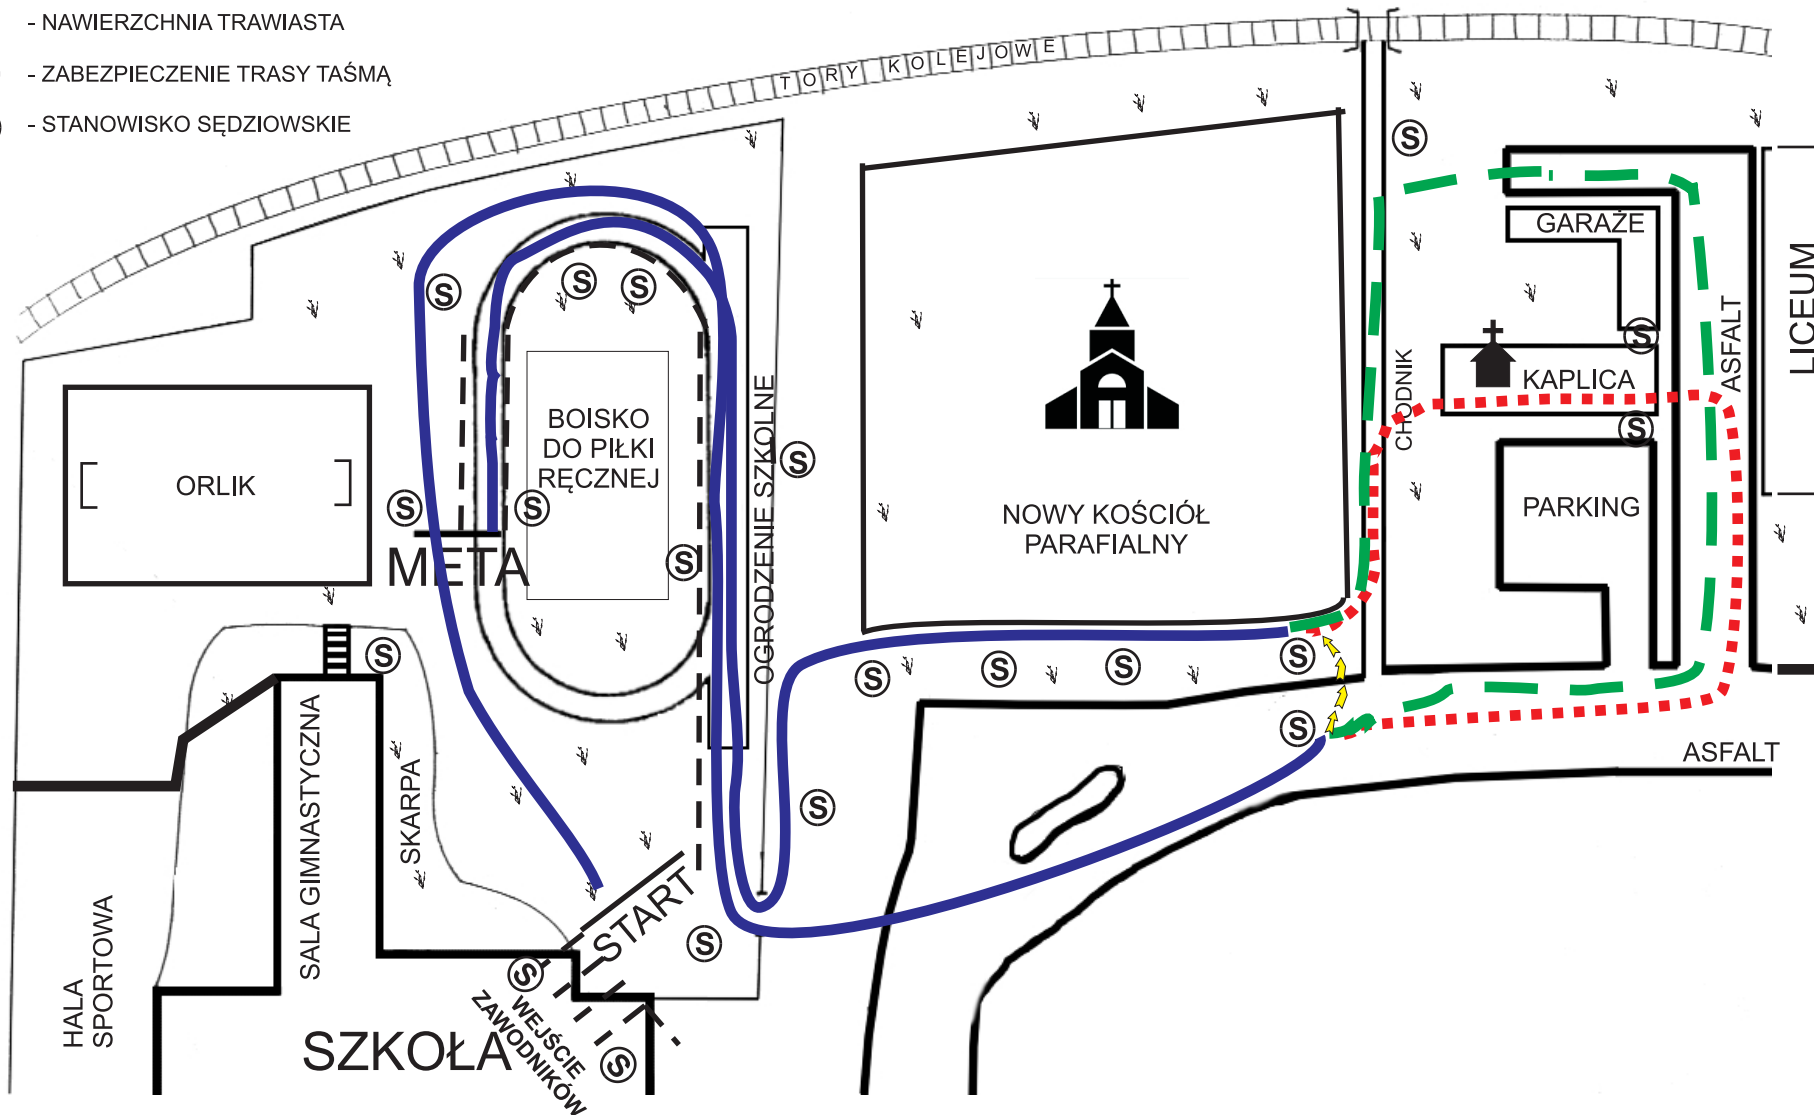 - NAWIERZCHNIA TRAWIASTA
- ZABEZPIECZENIE TRASY TAŚMĄ
- STANOWISKO SĘDZIOWSKIE
TORY KOLEJOWE
S
GARAŻE
S
S
S
S
KAPLICA
ASFALT
LICEUM
CHODNIK
BOISKO
DO PIŁKI
RĘCZNEJ
OGRODZENIE SZKOLNE
S
S
ORLIK
S
S
META
S
NOWY KOŚCIÓŁ
PARAFIALNY
PARKING
S
S
S
S
S
S
S
ASFALT
SALA GIMNASTYCZNA
SKARPA
S
START
S
HALA
SPORTOWA
S
WEJŚCIE
ZAWODNIKÓW
S
SZKOŁA